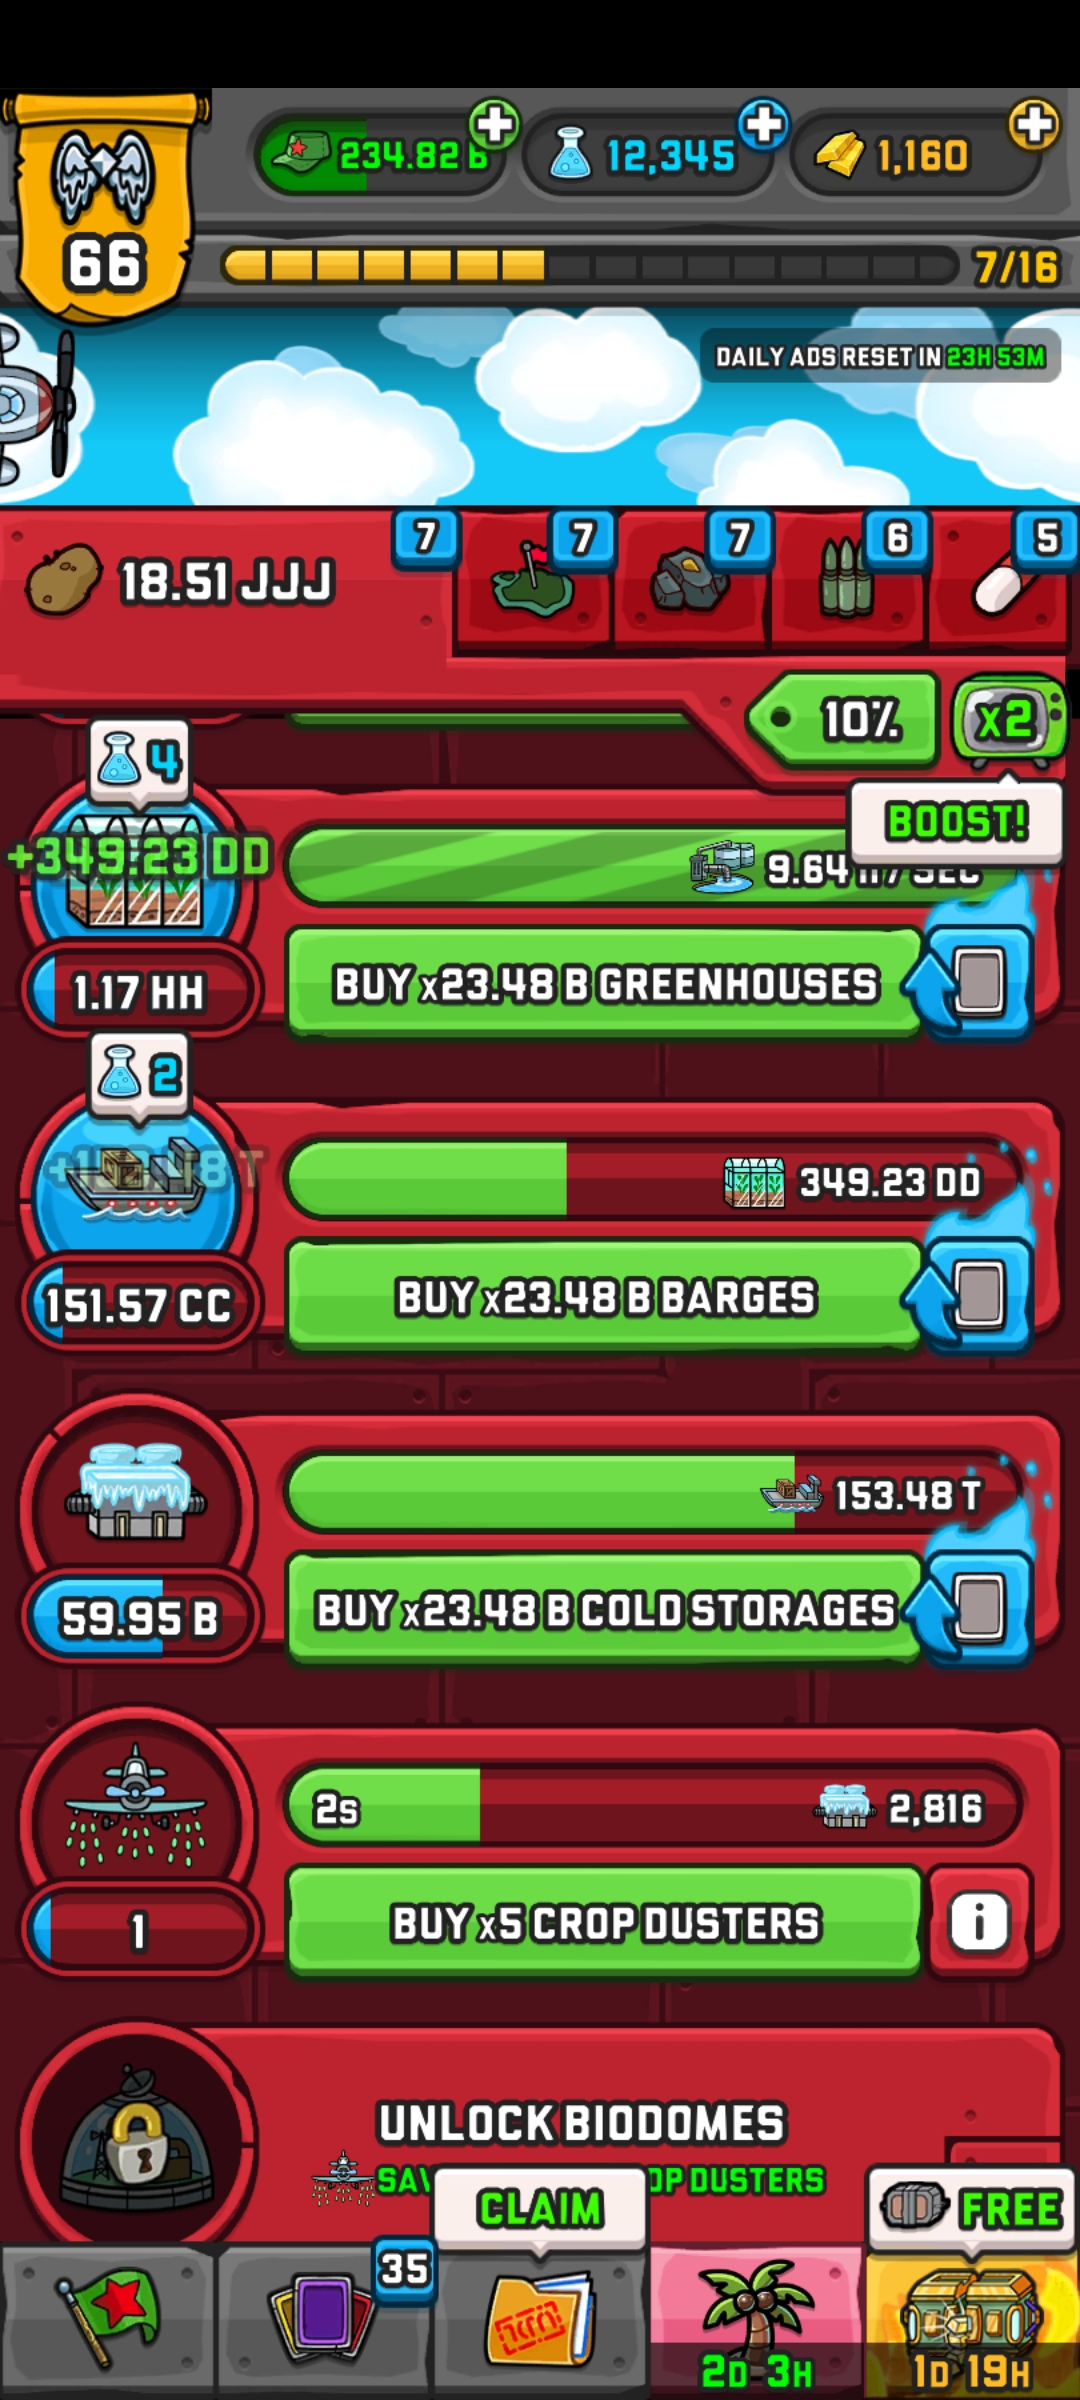 234.82 B
12,345
1,160
66
7/16
DAILY ADS RESET IN 23H 53M
18.51 JJJ
7
7
7
6
5
10%
x2
BOOST!
4
+349.23 DD
9.64
1.17 HH
BUY x23.48 B GREENHOUSES
2
349.23 DD
151.57 CC
BUY x23.48 B BARGES
153.48 T
59.95 B
BUY x23.48 B COLD STORAGES
2s
2,816
1
BUY x5 CROP DUSTERS
i
UNLOCK BIODOMES
DUSTERS
CLAIM
FREE
35
2D 3H
1D 19H